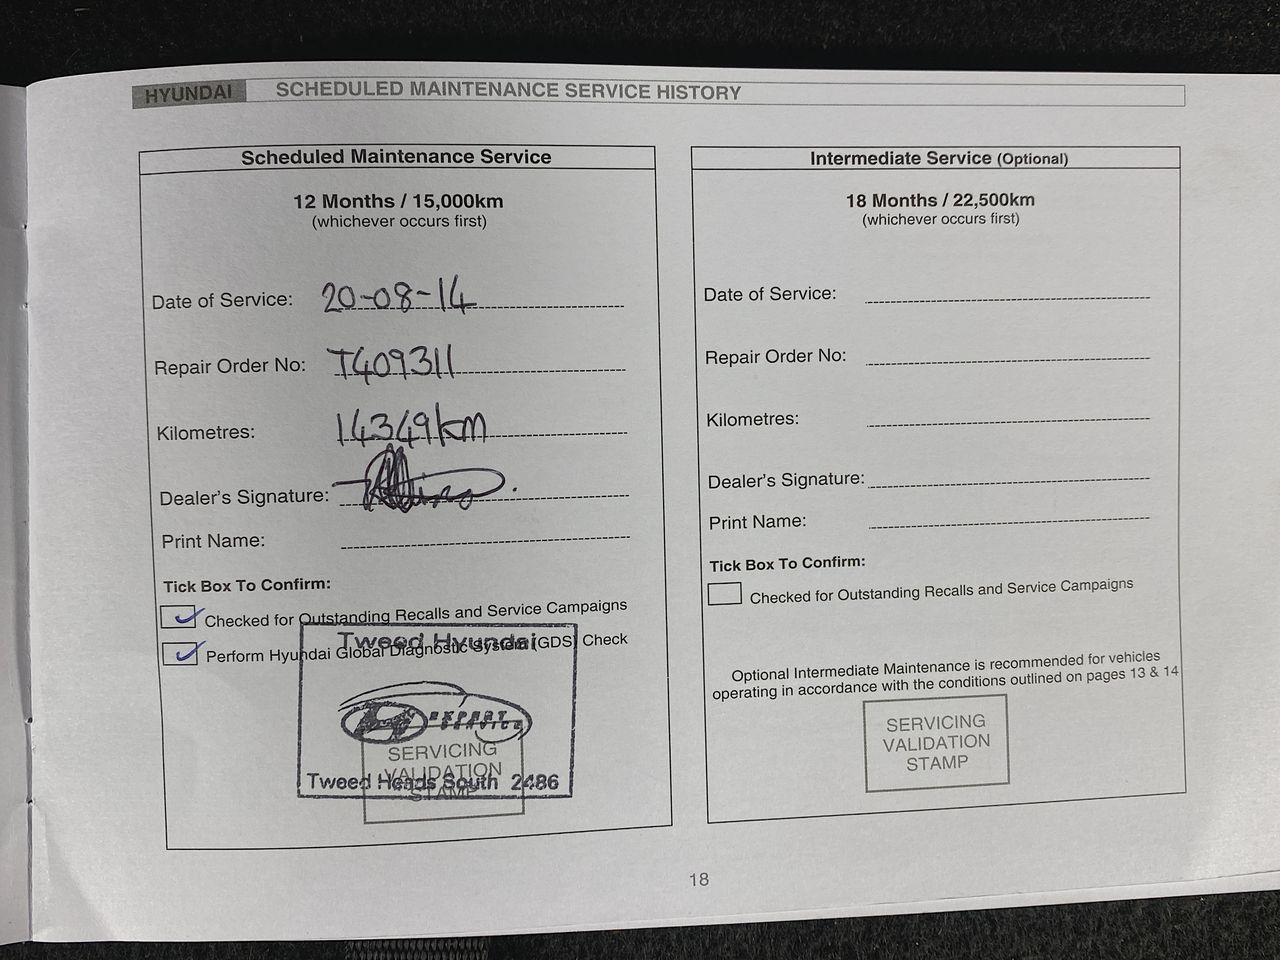 HYUNDAI SCHEDULED MAINTENANCE SERVICE HISTORY
Scheduled Maintenance Service
12 Months / 15,000km
(whichever occurs first)
Date of Service: 20-08-14
Repair Order No: T409311
Kilometres: 14349km
Dealer's Signature:
Print Name:
Tick Box To Confirm:
Checked for Outstanding Recalls and Service Campaigns
Perform Hyundai Global Diagnostic System (GDS) Check
Tweed Hyundai
EXPERT
SERVICE
SERVICING
VALIDATION
STAMP
Tweed Heads South 2486
Intermediate Service (Optional)
18 Months / 22,500km
(whichever occurs first)
Date of Service:
Repair Order No:
Kilometres:
Dealer's Signature:
Print Name:
Tick Box To Confirm:
Checked for Outstanding Recalls and Service Campaigns
Optional Intermediate Maintenance is recommended for vehicles
operating in accordance with the conditions outlined on pages 13 & 14
SERVICING
VALIDATION
STAMP
18